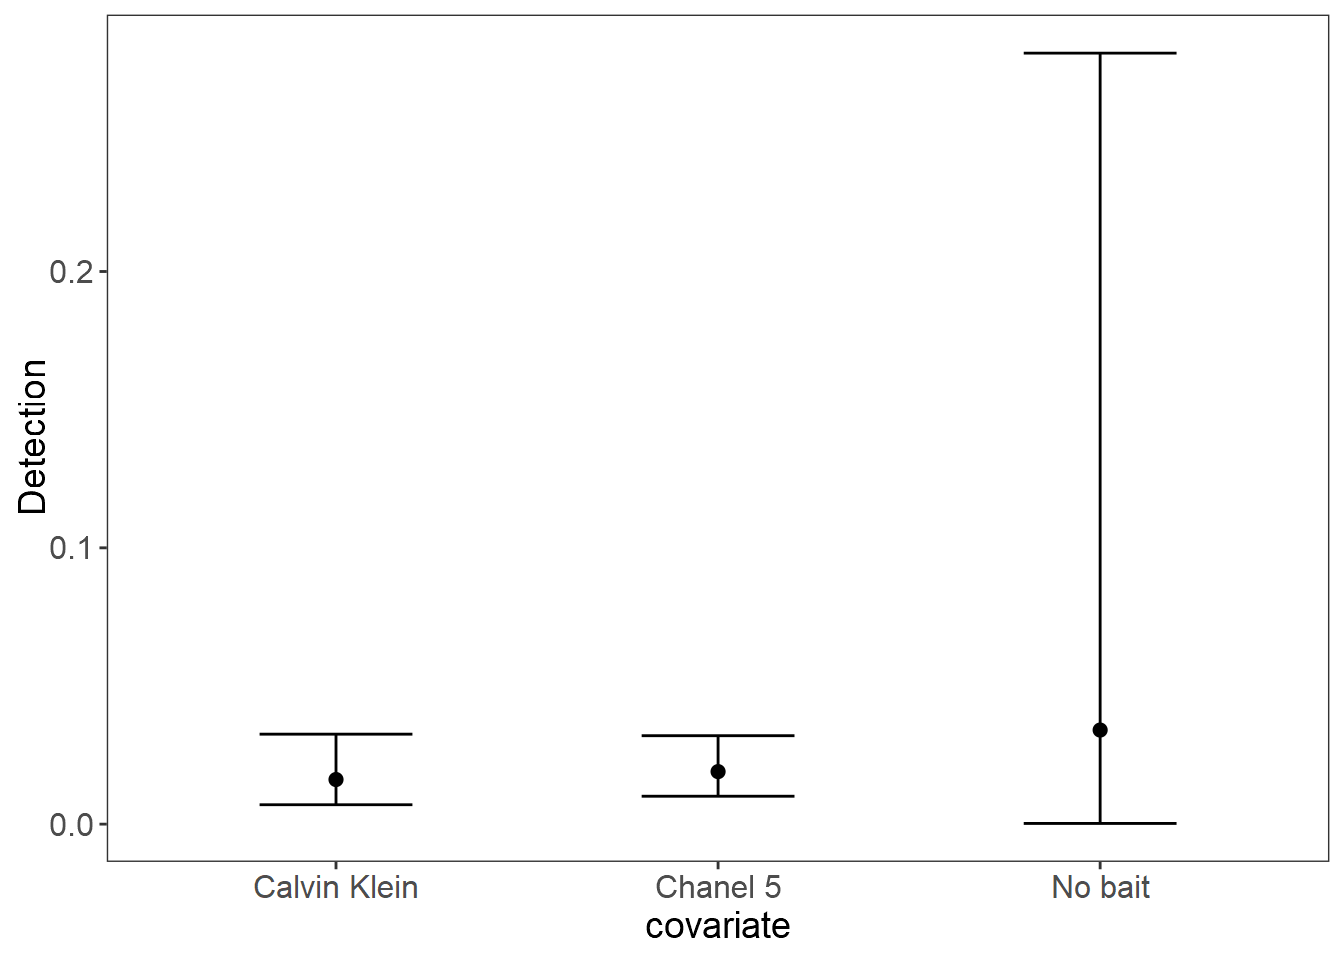 0.2
0.1
0.0
Detection
Calvin Klein
Chanel 5
No bait
covariate